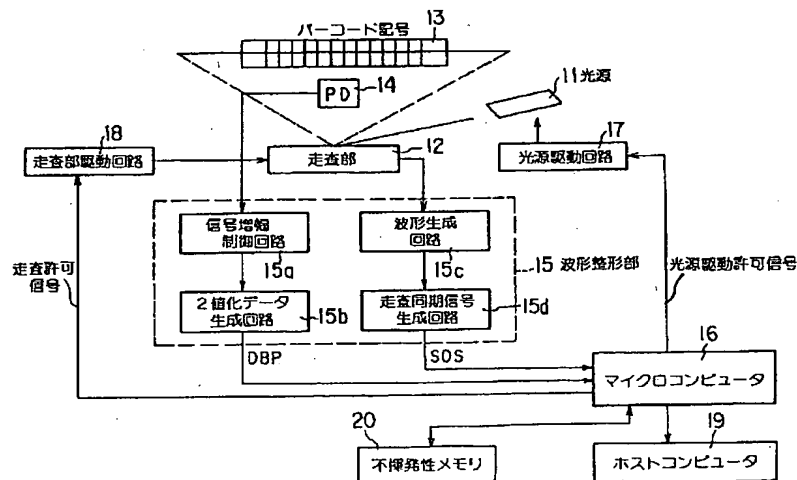 バーコード記号
13
14
PD
11 光源
18
走査部駆動回路
走査部
12
17
光源駆動回路
信号増幅
制御回路
15a
波形生成
回路
15c
15 波形整形部
2値化データ
生成回路
15b
走査同期信号
生成回路
15d
走査許可
信号
光源駆動許可信号
DBP
SOS
16
マイクロコンピュータ
20
不揮発性メモリ
19
ホストコンピュータ